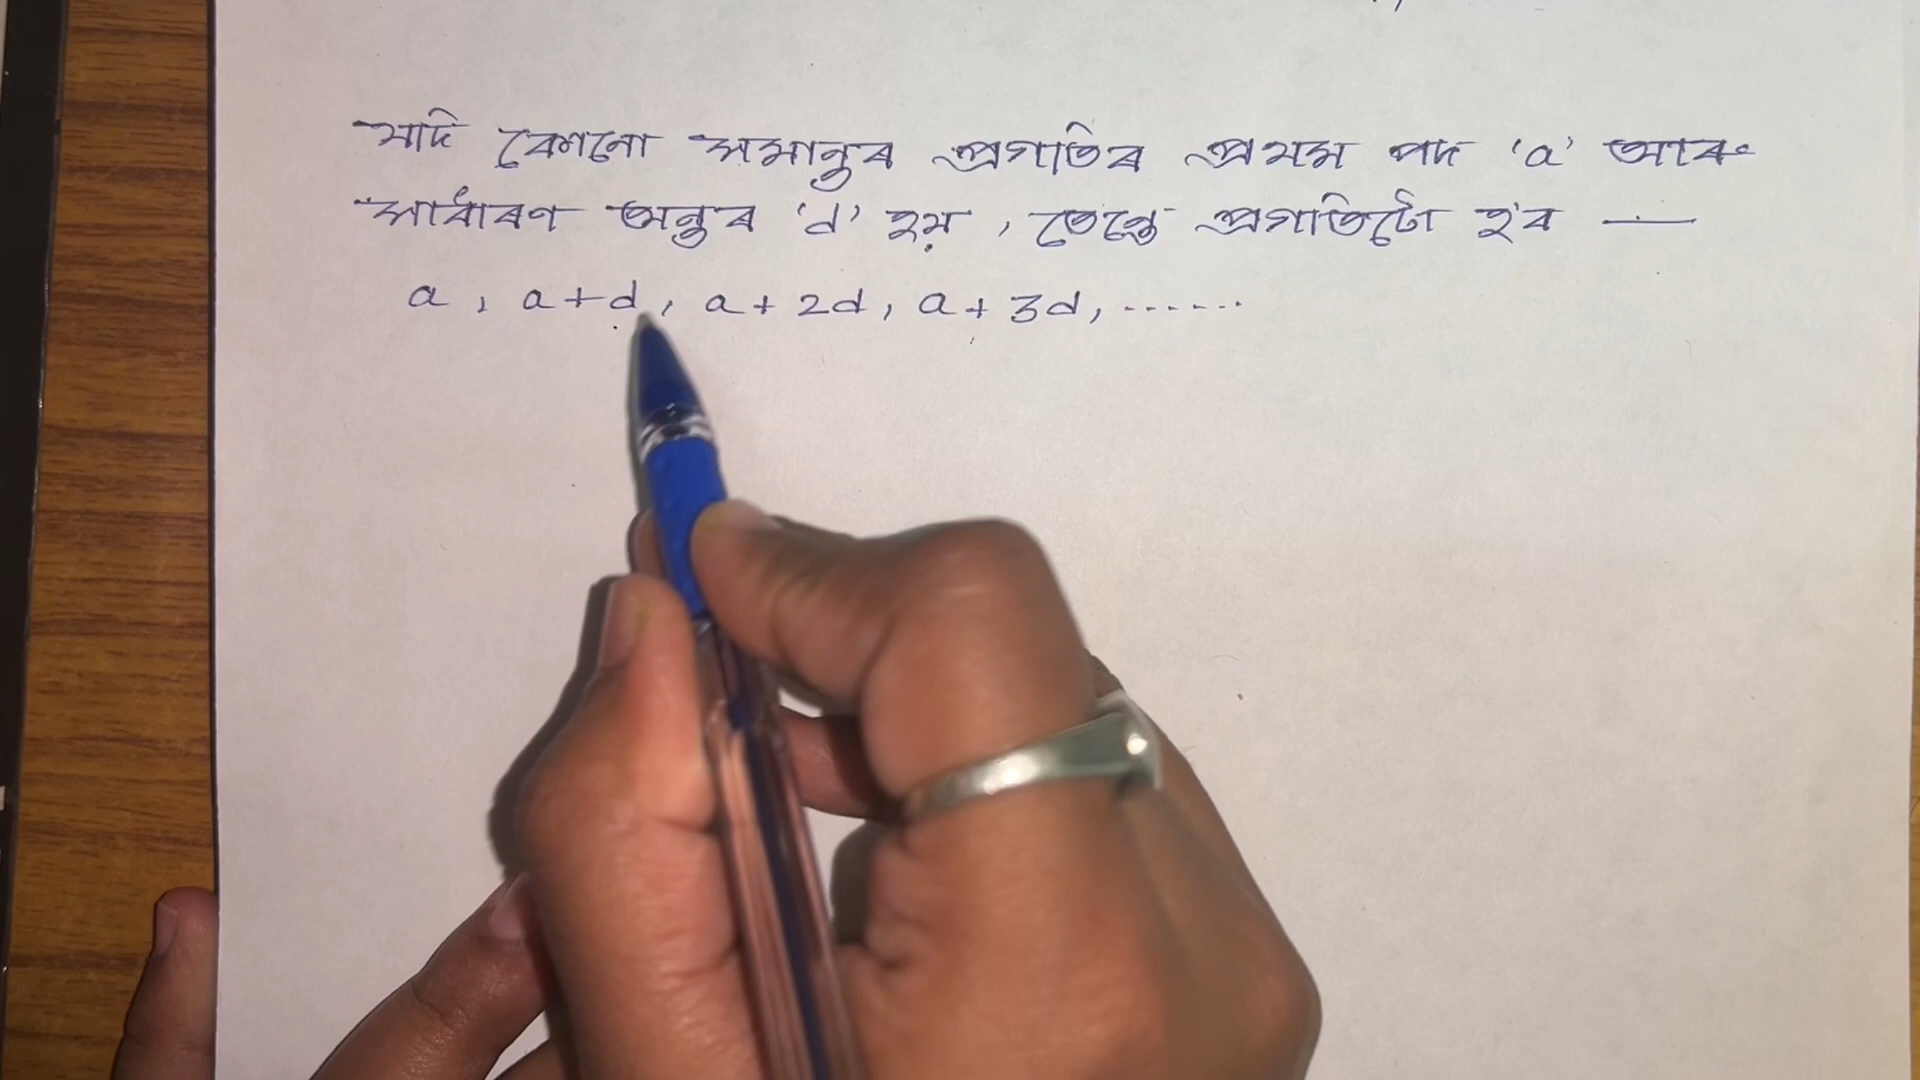 যদি কোনো সমান্তৰ প্ৰগতিৰ প্ৰথম পদ 'a' আৰু
সাধাৰণ অন্তৰ 'd' হয়, তেন্তে প্ৰগতিটো হ'ব —
a, a+d, a+2d, a+3d, ......